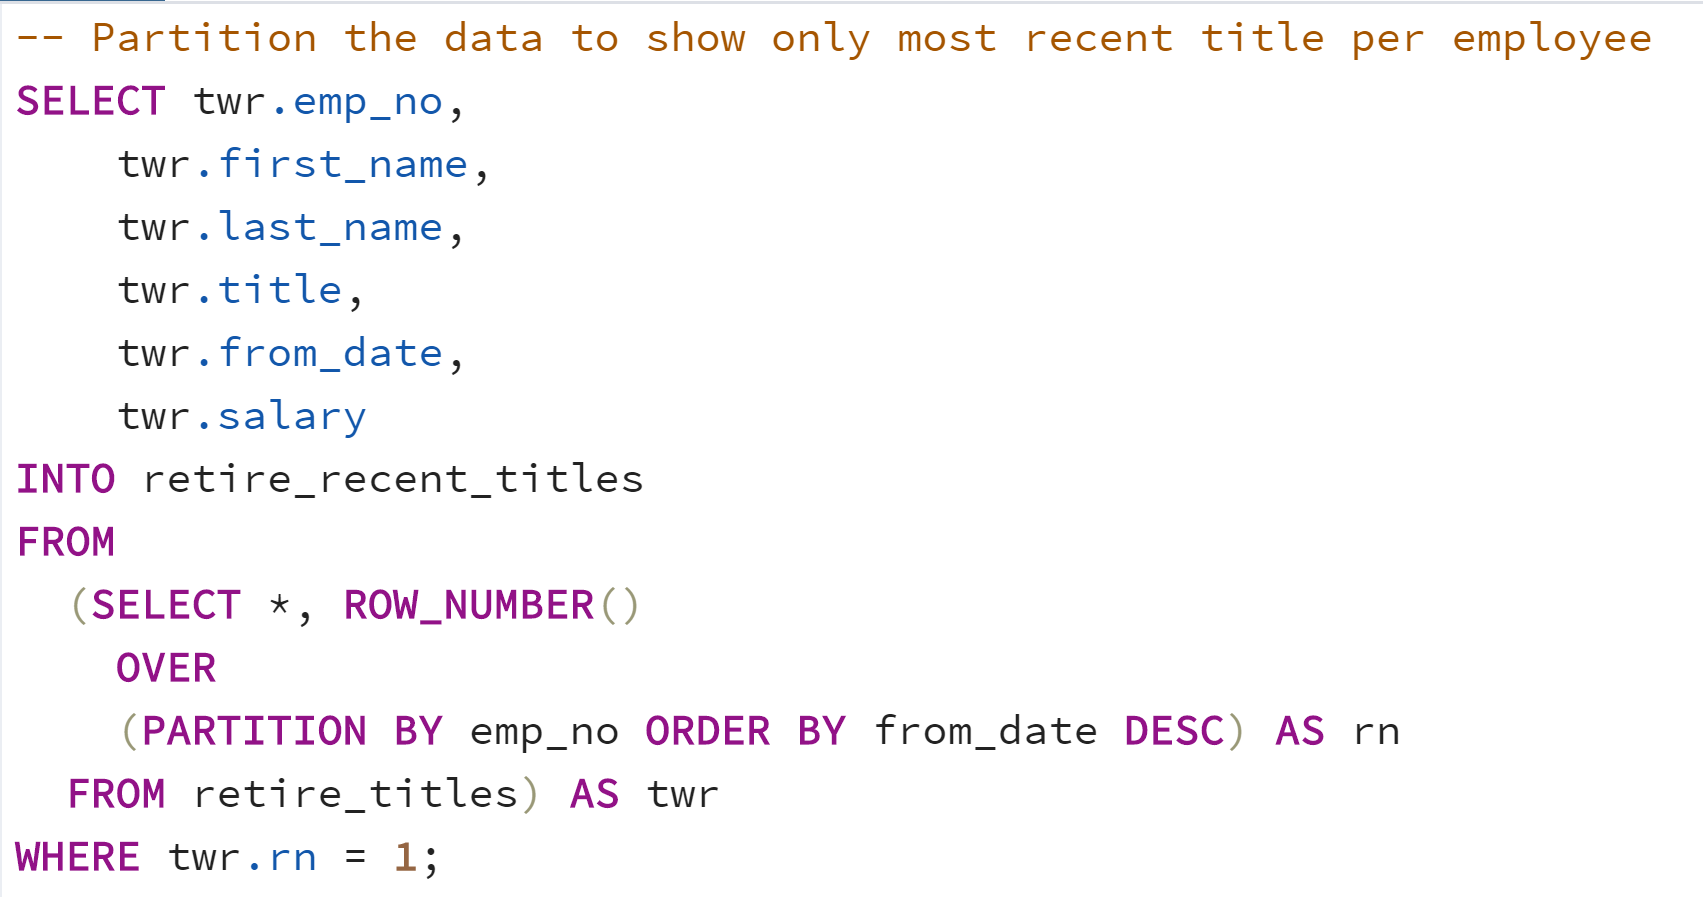 -- Partition the data to show only most recent title per employee
SELECT twr.emp_no,
    twr.first_name,
    twr.last_name,
    twr.title,
    twr.from_date,
    twr.salary
INTO retire_recent_titles
FROM
  (SELECT *, ROW_NUMBER()
    OVER
    (PARTITION BY emp_no ORDER BY from_date DESC) AS rn
  FROM retire_titles) AS twr
WHERE twr.rn = 1;